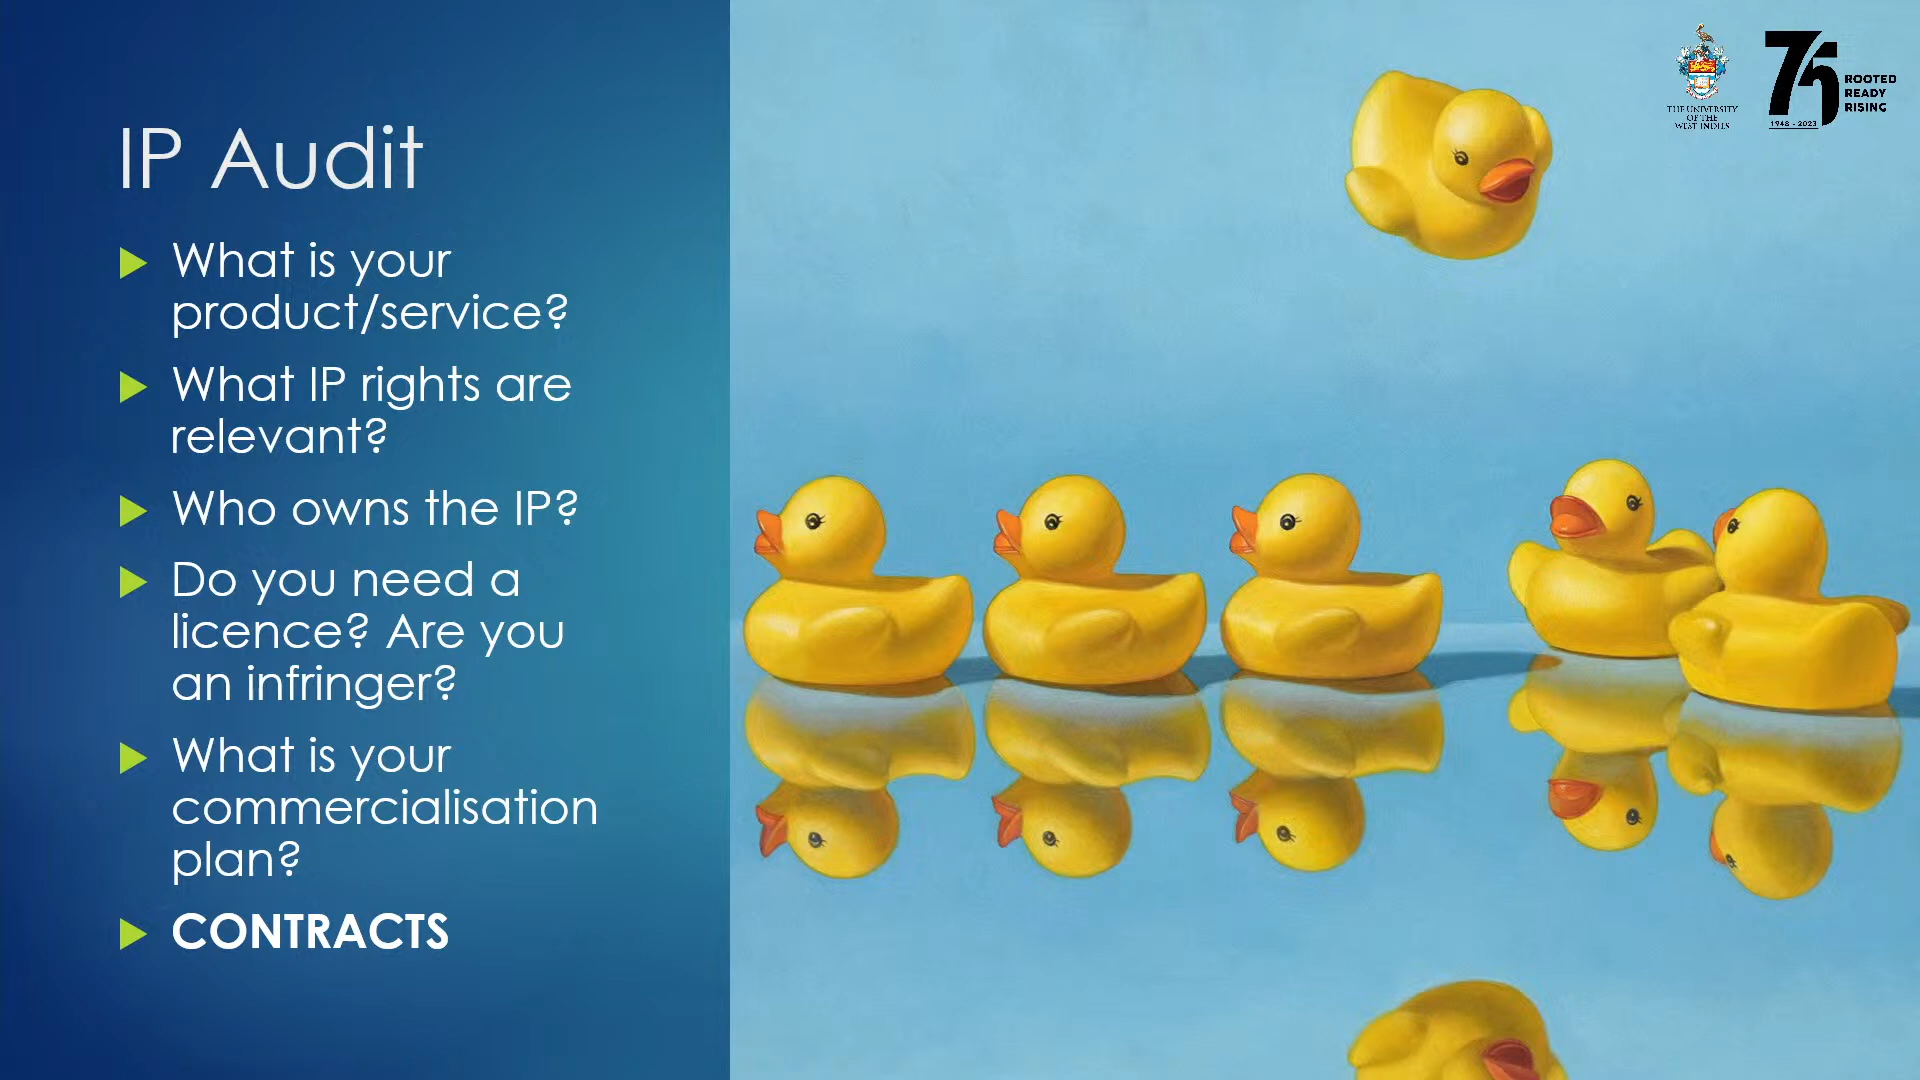 IP Audit
What is your
product/service?
What IP rights are
relevant?
Who owns the IP?
Do you need a
licence? Are you
an infringer?
What is your
commercialisation
plan?
CONTRACTS
THE UNIVERSITY
OF THE
WEST INDIES
75
1948 - 2023
ROOTED
READY
RISING